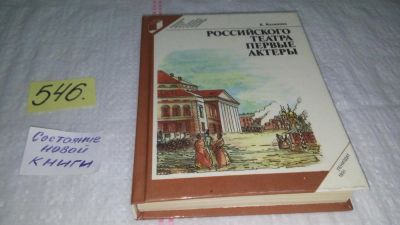 546.
Состояние
новой
книги
РОССИЙСКОГО
ТЕАТРА
ПЕРВЫЕ
АКТЕРЫ